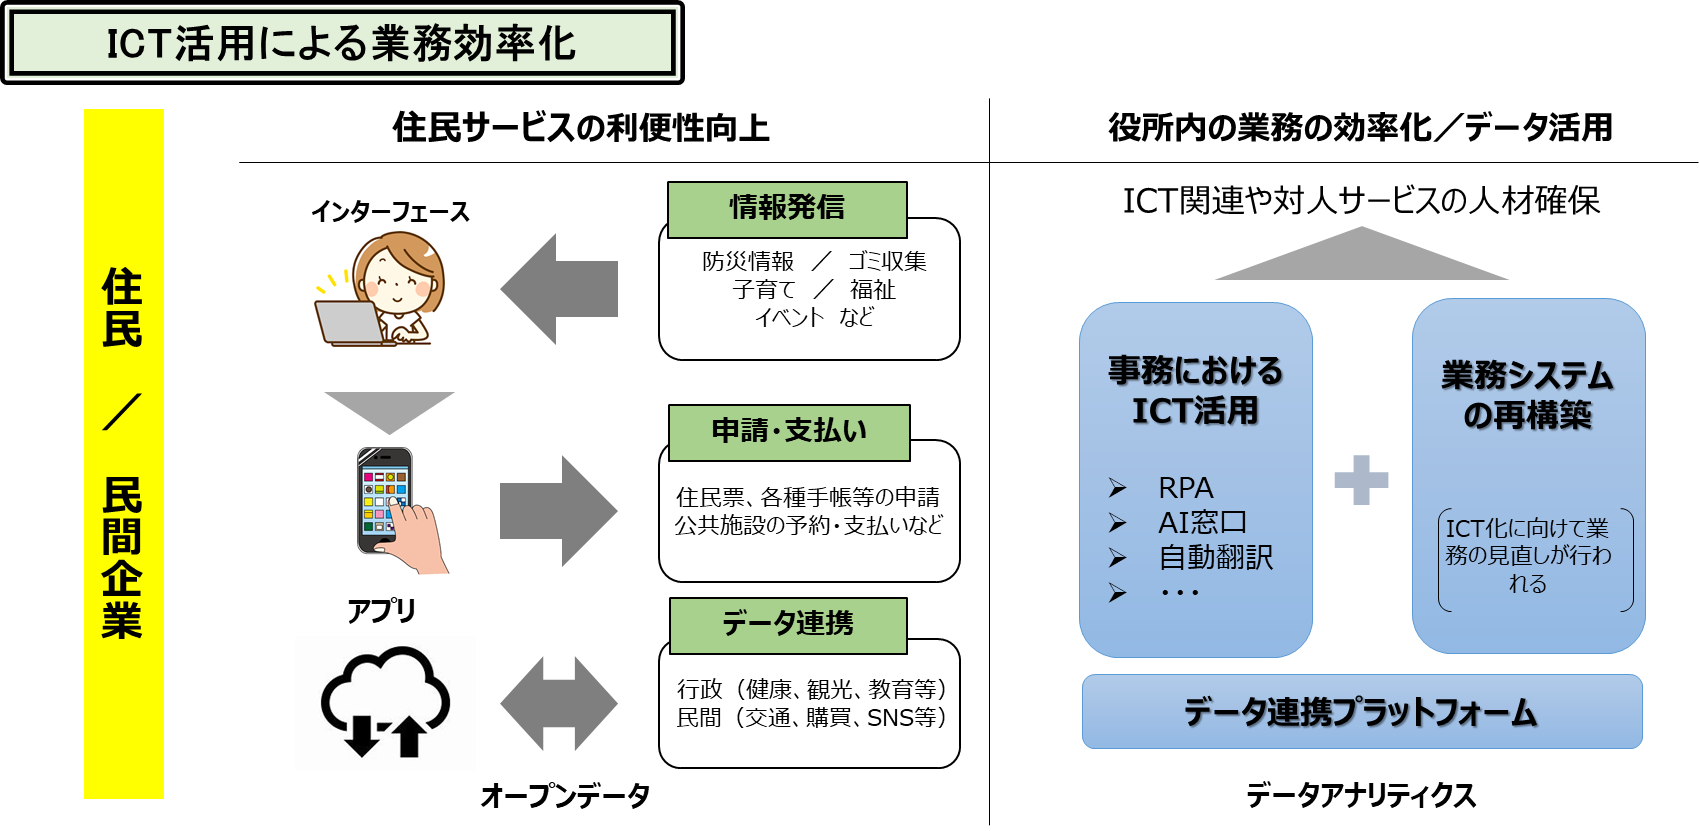 ICT活用による業務効率化
住民 ／ 民間企業
住民サービスの利便性向上
インターフェース
情報発信
防災情報 ／ ゴミ収集
子育て ／ 福祉
イベント など
申請・支払い
住民票、各種手帳等の申請
公共施設の予約・支払いなど
アプリ
データ連携
行政（健康、観光、教育等）
民間（交通、購買、SNS等）
オープンデータ
役所内の業務の効率化／データ活用
ICT関連や対人サービスの人材確保
事務における
ICT活用
➢ RPA
➢ AI窓口
➢ 自動翻訳
➢ ・・・
業務システム
の再構築
ICT化に向けて業
務の見直しが行わ
れる
データ連携プラットフォーム
データアナリティクス